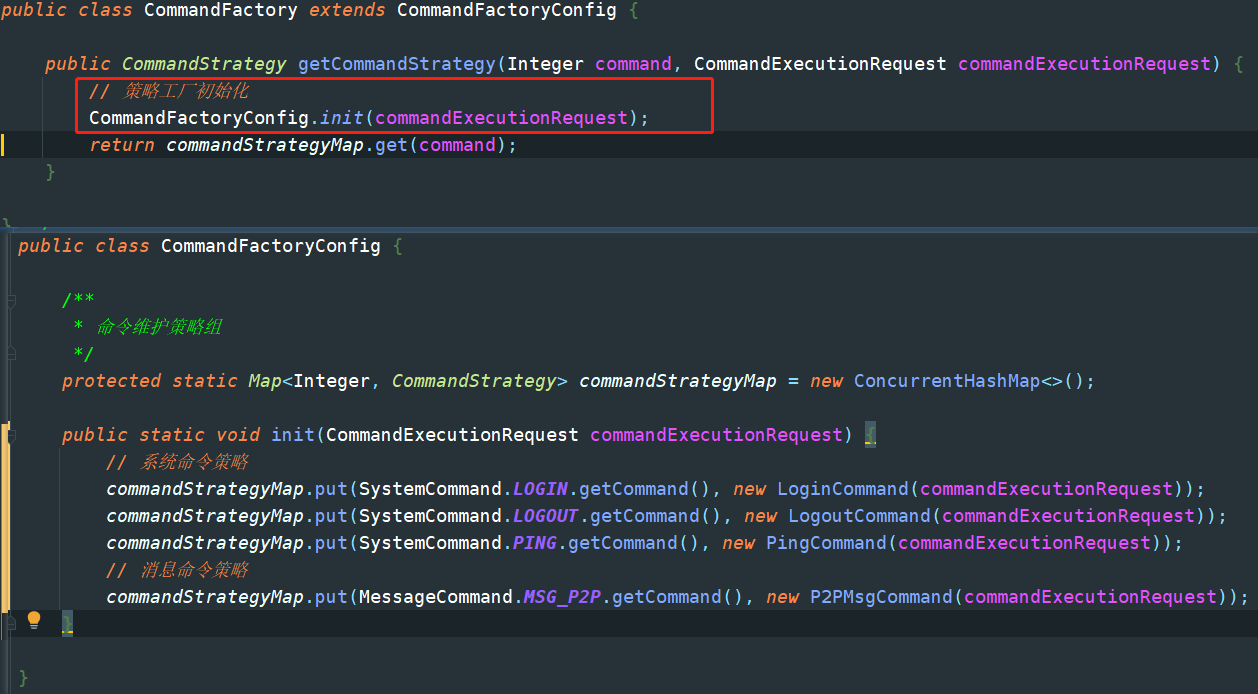 public class CommandFactory extends CommandFactoryConfig {
public CommandStrategy getCommandStrategy(Integer command, CommandExecutionRequest commandExecutionRequest) {
// 策略工厂初始化
CommandFactoryConfig.init(commandExecutionRequest);
return commandStrategyMap.get(command);
}
}
public class CommandFactoryConfig {
/**
* 命令维护策略组
*/
protected static Map<Integer, CommandStrategy> commandStrategyMap = new ConcurrentHashMap<>();
public static void init(CommandExecutionRequest commandExecutionRequest) {
// 系统命令策略
commandStrategyMap.put(SystemCommand.LOGIN.getCommand(), new LoginCommand(commandExecutionRequest));
commandStrategyMap.put(SystemCommand.LOGOUT.getCommand(), new LogoutCommand(commandExecutionRequest));
commandStrategyMap.put(SystemCommand.PING.getCommand(), new PingCommand(commandExecutionRequest));
// 消息命令策略
commandStrategyMap.put(MessageCommand.MSG_P2P.getCommand(), new P2PMsgCommand(commandExecutionRequest));
}
}